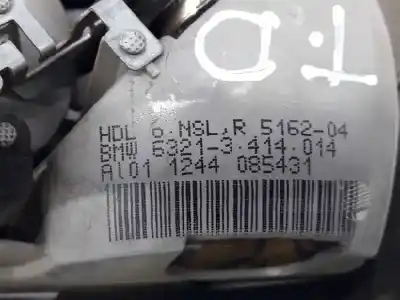 T.D
HDL 6.NSL,R 5162-04
BMW 6321-3.414.014
AL01 1244 085431